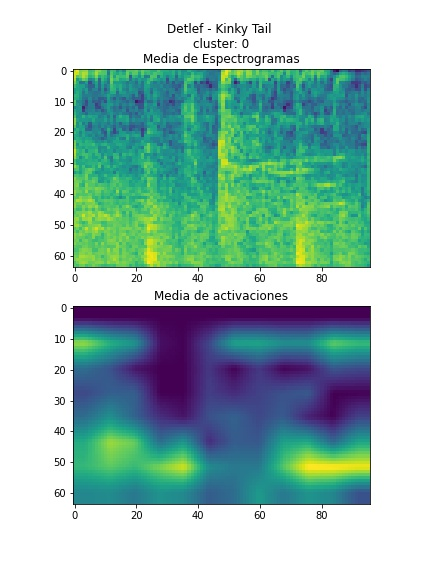 Detlef - Kinky Tail
cluster: 0
Media de Espectrogramas
0
10
20
30
40
50
60
0 20 40 60 80
Media de activaciones
0
10
20
30
40
50
60
0 20 40 60 80